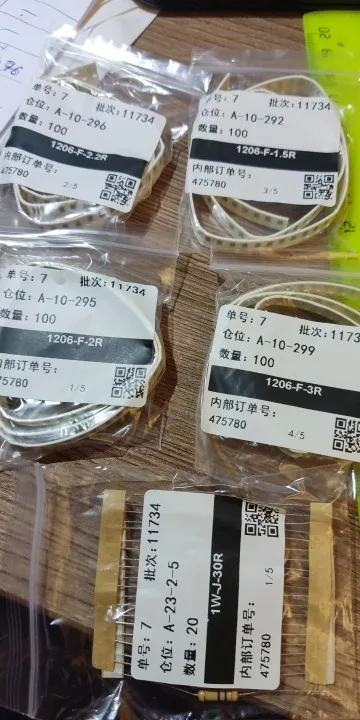 单号: 7 批次: 11734
仓位: A-10-296
数量: 100
1206-F-2.2R
内部订单号:
475780 2/5
单号: 7 批次: 11734
仓位: A-10-292
数量: 100
1206-F-1.5R
内部订单号:
475780 3/5
单号: 7 批次: 11734
仓位: A-10-295
数量: 100
1206-F-2R
内部订单号:
475780 1/5
单号: 7 批次: 1173
仓位: A-10-299
数量: 100
1206-F-3R
内部订单号:
475780 4/5
单号: 7 批次: 11734
仓位: A-23-2-5
数量: 20
1W-J-30R
内部订单号:
475780 1/5
20